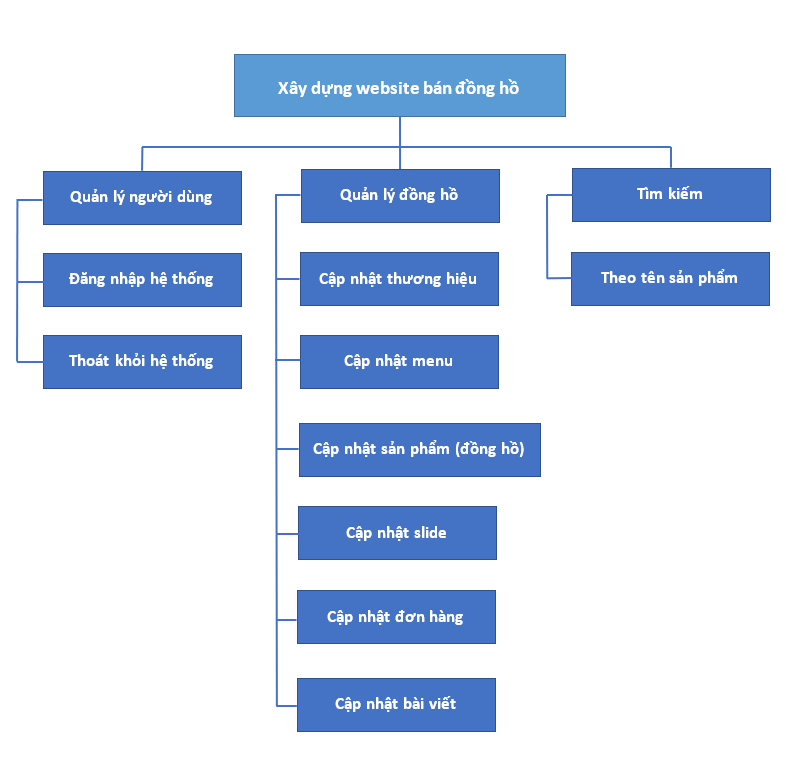 Xây dựng website bán đồng hồ
Quản lý người dùng
Đăng nhập hệ thống
Thoát khỏi hệ thống
Quản lý đồng hồ
Cập nhật thương hiệu
Cập nhật menu
Cập nhật sản phẩm (đồng hồ)
Cập nhật slide
Cập nhật đơn hàng
Cập nhật bài viết
Tìm kiếm
Theo tên sản phẩm